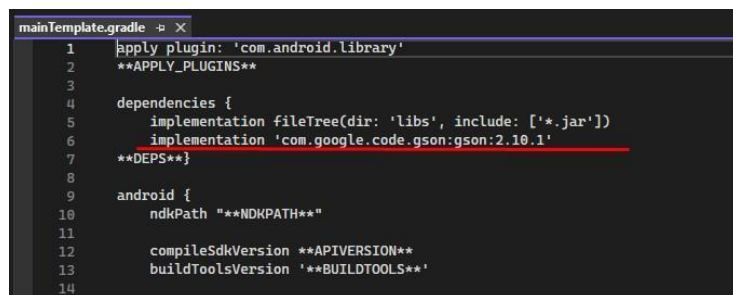 mainTemplate.gradle
1 apply plugin: 'com.android.library'
2 **APPLY_PLUGINS**
3
4 dependencies {
5 implementation fileTree(dir: 'libs', include: ['*.jar'])
6 implementation 'com.google.code.gson:gson:2.10.1'
7 **DEPS**}
8
9 android {
10 ndkPath "**NDKPATH**"
11
12 compileSdkVersion **APIVERSION**
13 buildToolsVersion '**BUILDTOOLS**'
14